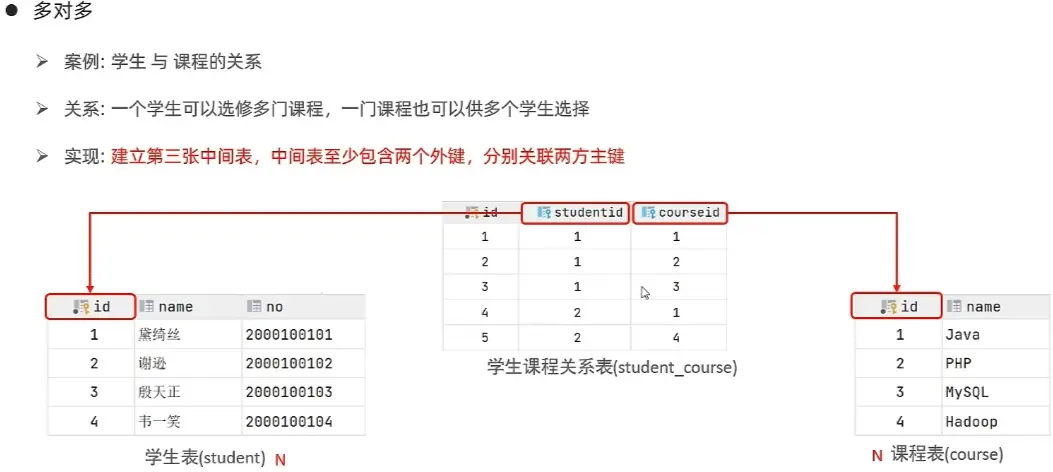 ● 多对多
➢ 案例: 学生 与 课程的关系
➢ 关系: 一个学生可以选修多门课程，一门课程也可以供多个学生选择
➢ 实现: 建立第三张中间表，中间表至少包含两个外键，分别关联两方主键
id studentid courseid
1 1 1
2 1 2
3 1 3
4 2 1
5 2 4
学生课程关系表(student_course)
id name no
1 黛绮丝 2000100101
2 谢逊 2000100102
3 殷天正 2000100103
4 韦一笑 2000100104
学生表(student) N
id name
1 Java
2 PHP
3 MySQL
4 Hadoop
N 课程表(course)